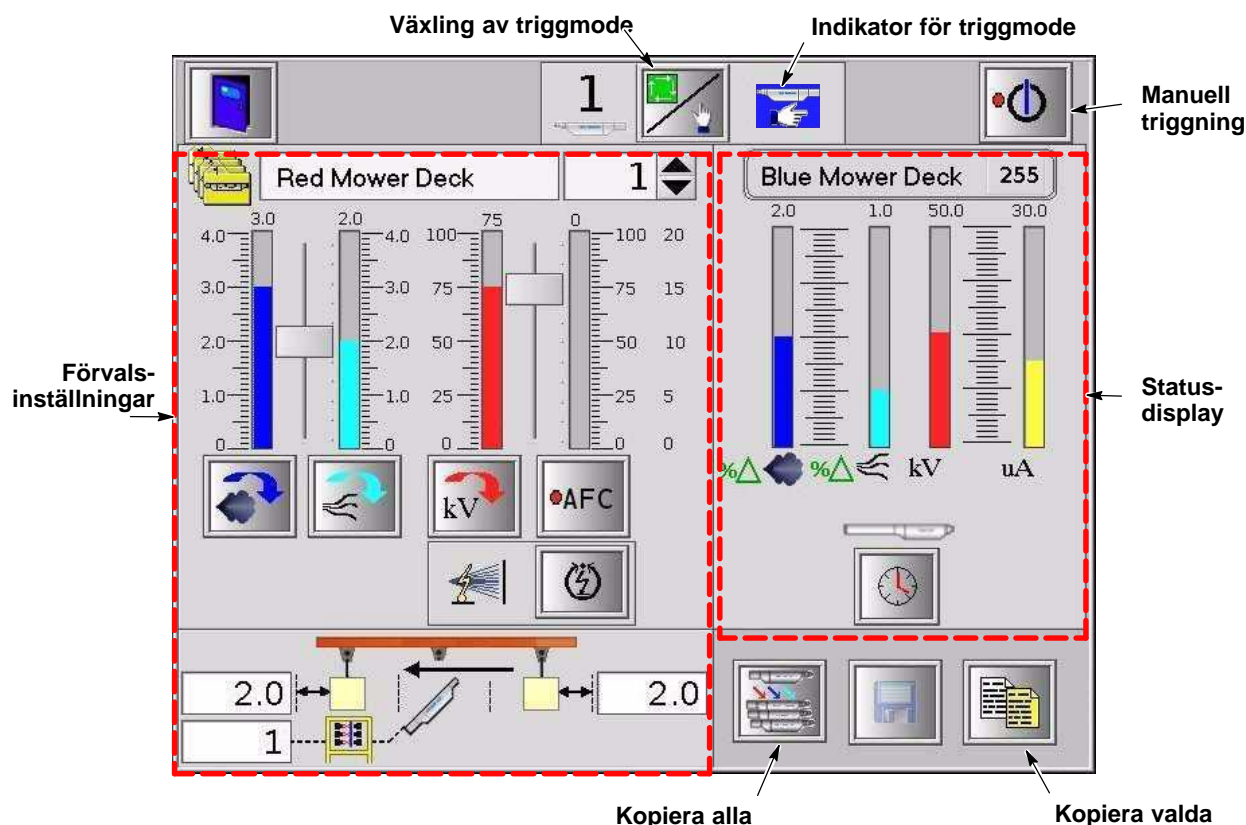 Växling av triggmode
Indikator för triggmode
1
Manuell
triggning
Red Mower Deck
1
Blue Mower Deck
255
3.0
2.0
75
0
2.0
1.0
50.0
30.0
4.0
4.0
100
100
20
3.0
3.0
75
75
15
2.0
2.0
50
50
10
1.0
1.0
25
25
5
0
0
0
0
0
Förvals-
inställningar
Status-
display
%△
%△
kV
uA
kV
AFC
2.0
2.0
1
Kopiera alla
Kopiera valda